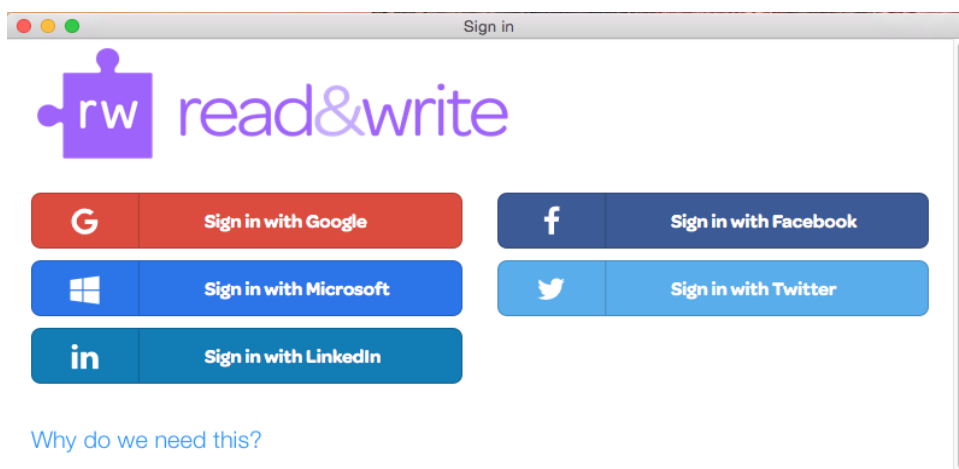 Sign in
rw read&write
Sign in with Google
Sign in with Facebook
Sign in with Microsoft
Sign in with Twitter
in Sign in with LinkedIn
Why do we need this?